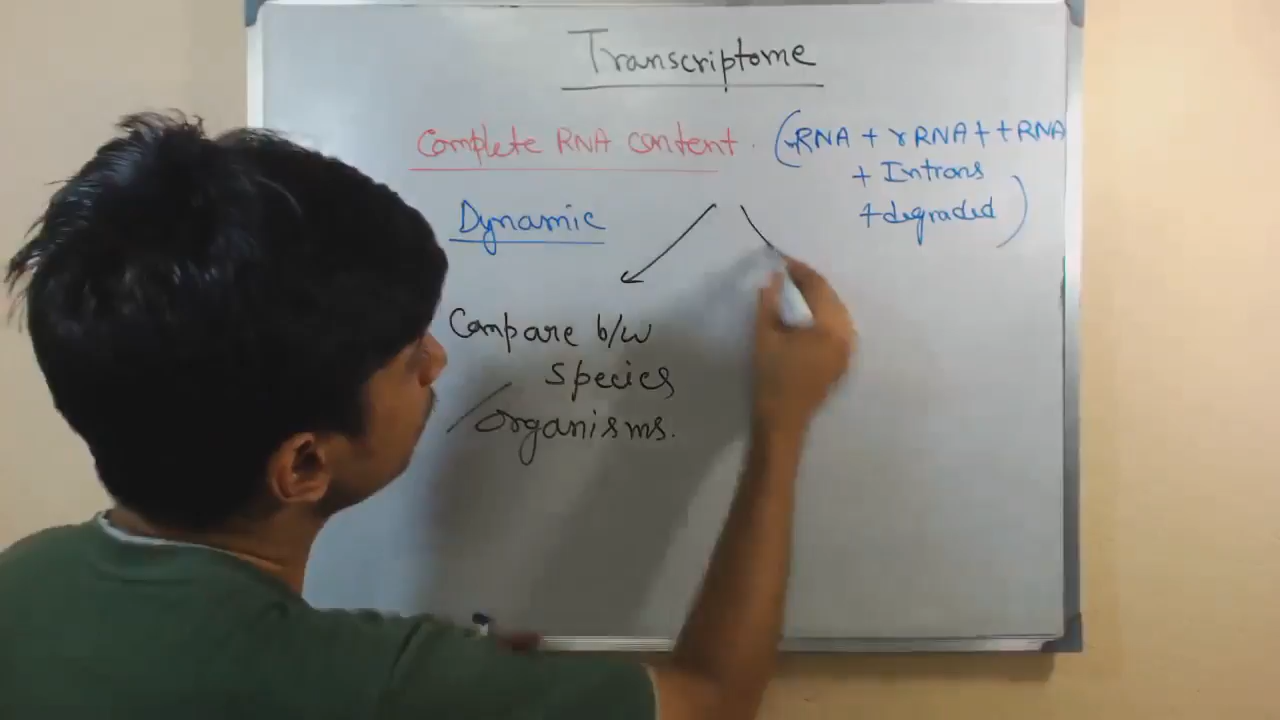 Transcriptome
Complete RNA content. (mRNA + rRNA + tRNA
+ Introns
+ degraded)
Dynamic
Compare b/w
species
/organisms.